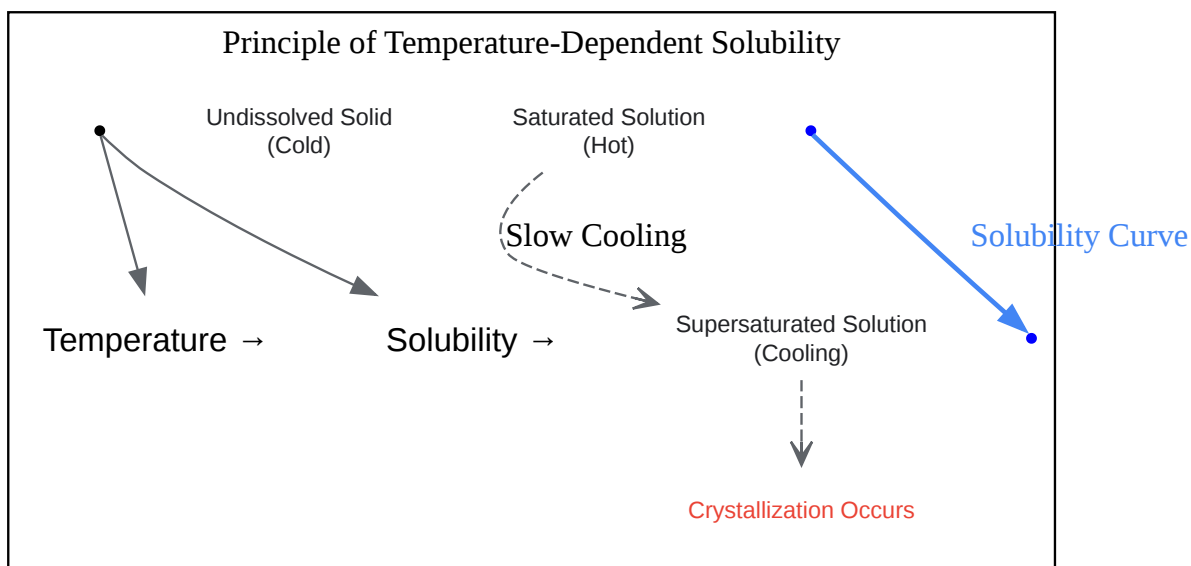 Principle of Temperature-Dependent Solubility
Undissolved Solid
(Cold)
Saturated Solution
(Hot)
Slow Cooling
Solubility Curve
Temperature →
Solubility →
Supersaturated Solution
(Cooling)
Crystallization Occurs